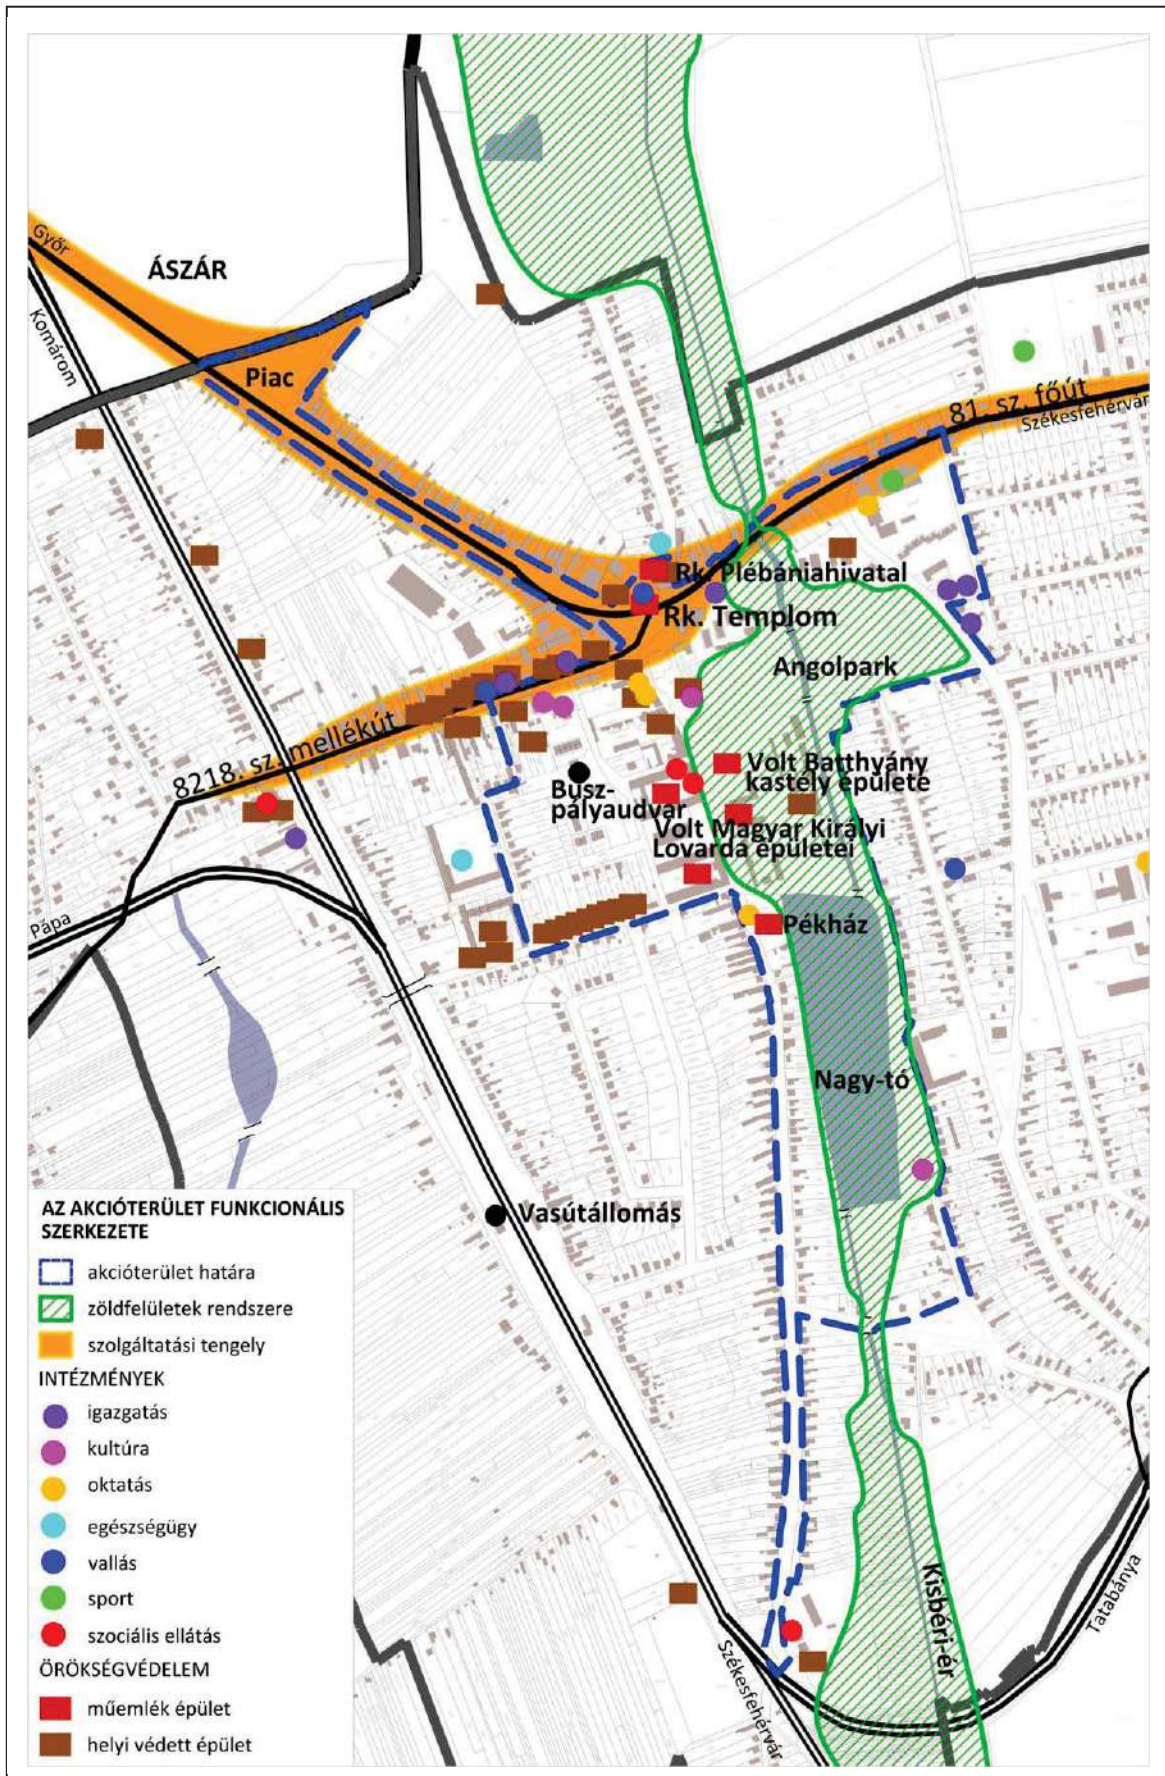 Győr
ÁSZÁR
Komárom
Piac
81. sz. főút
Székesfehérvár
Rk. Plébániahivatal
Rk. Templom
Angolpark
8218. sz. mellékút
Busz-
pályaudvar
Volt Batthyány
kastély épülete
Volt Magyar Királyi
Lovarda épületei
Pápa
Pékház
Nagy-tó
Vasútállomás
Kisbéri-ér
Tatabánya
Székesfehérvár
AZ AKCIÓTERÜLET FUNKCIONÁLIS
SZERKEZETE
akcióterület határa
zöldfelületek rendszere
szolgáltatási tengely
INTÉZMÉNYEK
igazgatás
kultúra
oktatás
egészségügy
vallás
sport
szociális ellátás
ÖRÖKSÉGVÉDELEM
műemlék épület
helyi védett épület